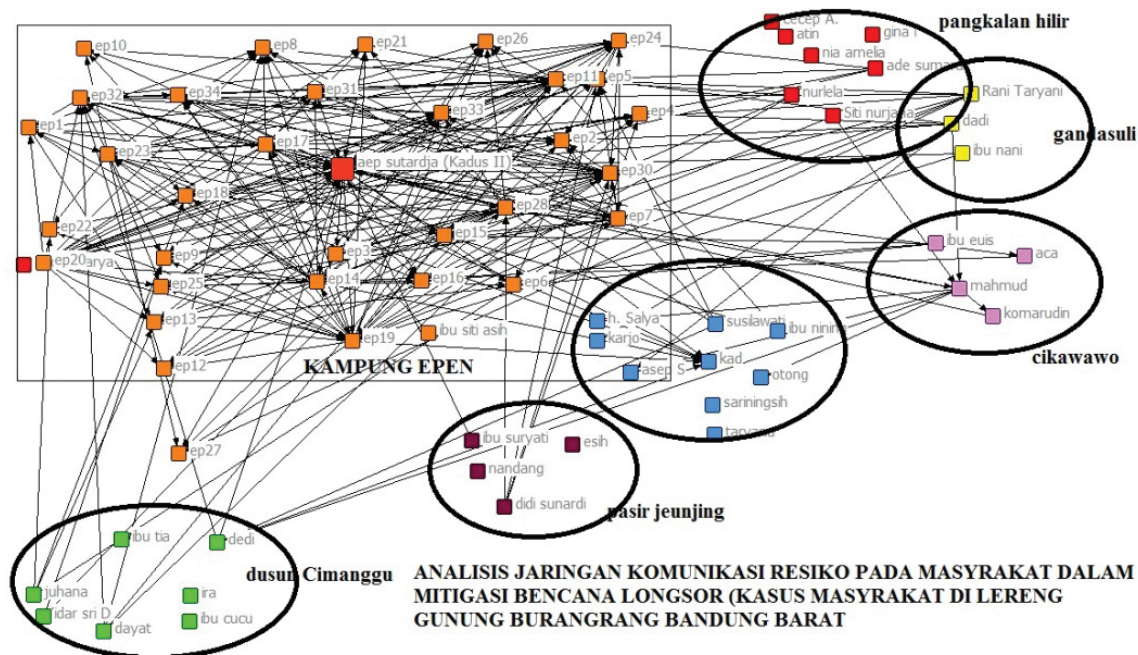 cecep A.
pangkalan hilir
ep10
ep8
ep21
ep26
ep24
atin
gina
nia amelia
ade sumar
ep11
ep5
ep32
ep34
ep31
nurlela
Rani Taryani
ep33
ep4
Siti nurjana
dadi
ep1
gandasuli
ep17
ep2
ep23
ibu nani
aep sutardja (Kadus II)
ep30
ep18
ep28
ep7
ep22
ep15
ibu euis
aca
ep9
ep3
ep20
arya
ep25
ep14
ep16
ep6
mahmud
komarudin
h. Salya
susilawati
ep13
ibu nining
ibu siti asih
ep19
karjo
cikawawo
KAMPUNG EPEN
kad
ep12
asep S
otong
sariningsih
taryana
ibu suryati
esih
ep27
nandang
didi sunardi
pasir jeunjing
ibu tia
dedi
dusun Cimanggu
ANALISIS JARINGAN KOMUNIKASI RESIKO PADA MASYRAKAT DALAM
MITIGASI BENCANA LONGSOR (KASUS MASYRAKAT DI LERENG
GUNUNG BURANGRANG BANDUNG BARAT
juhana
ira
idar sri D
ibu cucu
dayat